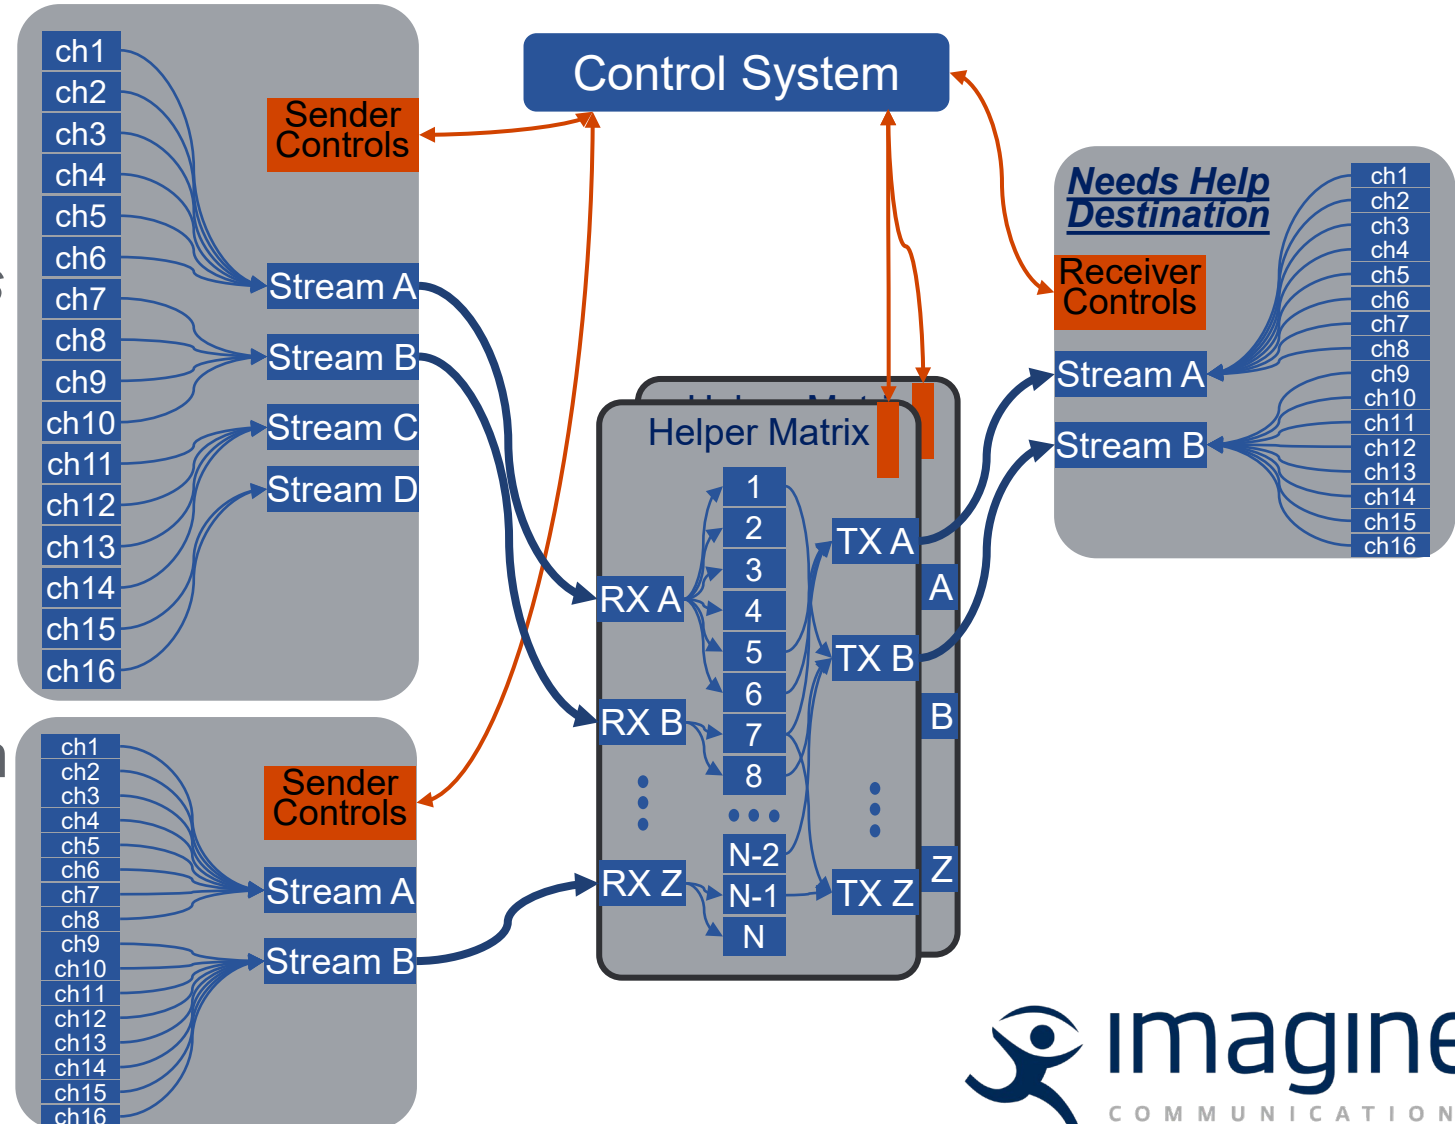 ch1
ch2
ch3
ch4
ch5
ch6
ch7
ch8
ch9
ch10
ch11
ch12
ch13
ch14
ch15
ch16
Sender
Controls
Stream A
Stream B
Stream C
Stream D
Control System
Needs Help
Destination
Receiver
Controls
Stream A
Stream B
ch1
ch2
ch3
ch4
ch5
ch6
ch7
ch8
ch9
ch10
ch11
ch12
ch13
ch14
ch15
ch16
Helper Matrix
RX A
RX B
RX Z
1
2
3
4
5
6
7
8
N-2
N-1
N
TX A
TX B
TX Z
A
B
Z
ch1
ch2
ch3
ch4
ch5
ch6
ch7
ch8
ch9
ch10
ch11
ch12
ch13
ch14
ch15
ch16
Sender
Controls
Stream A
Stream B
imagine
COMMUNICATION